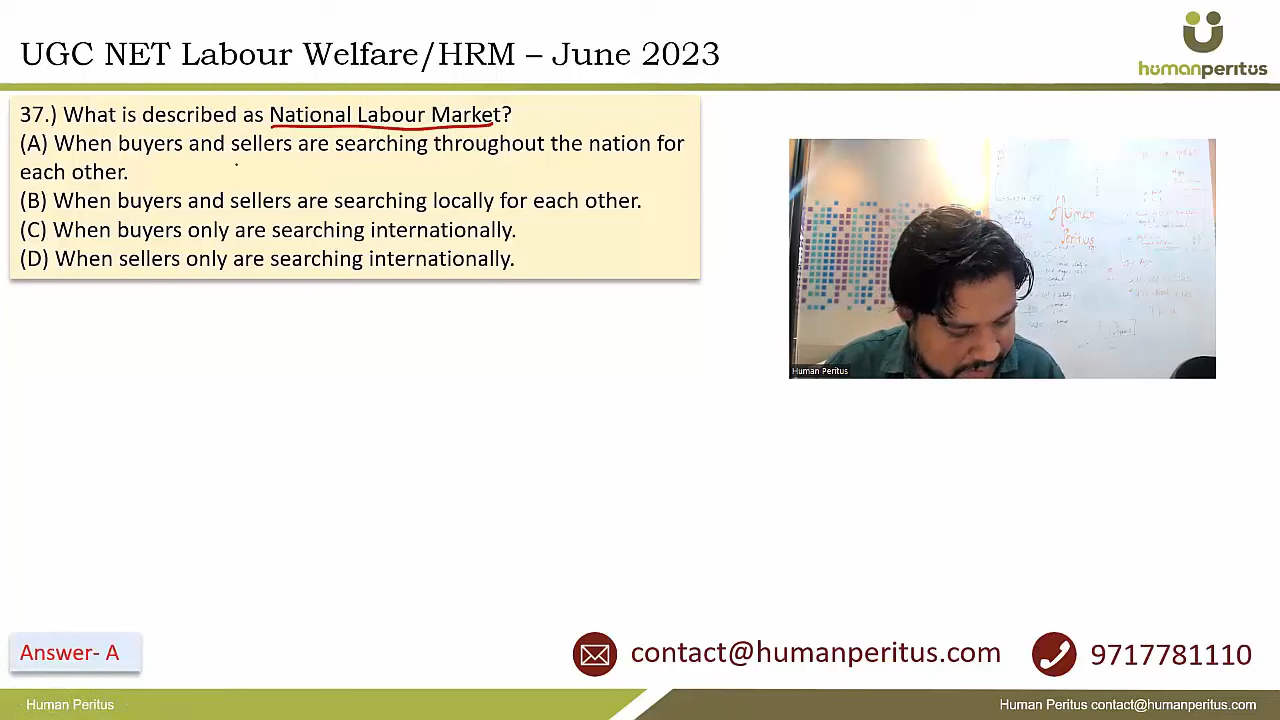 UGC NET Labour Welfare/HRM – June 2023
humanperitus
37.) What is described as National Labour Market?
(A) When buyers and sellers are searching throughout the nation for
each other.
(B) When buyers and sellers are searching locally for each other.
(C) When buyers only are searching internationally.
(D) When sellers only are searching internationally.
Human
Peritus
Human Peritus
Answer- A
contact@humanperitus.com
9717781110
Human Peritus
Human Peritus contact@humanperitus.com